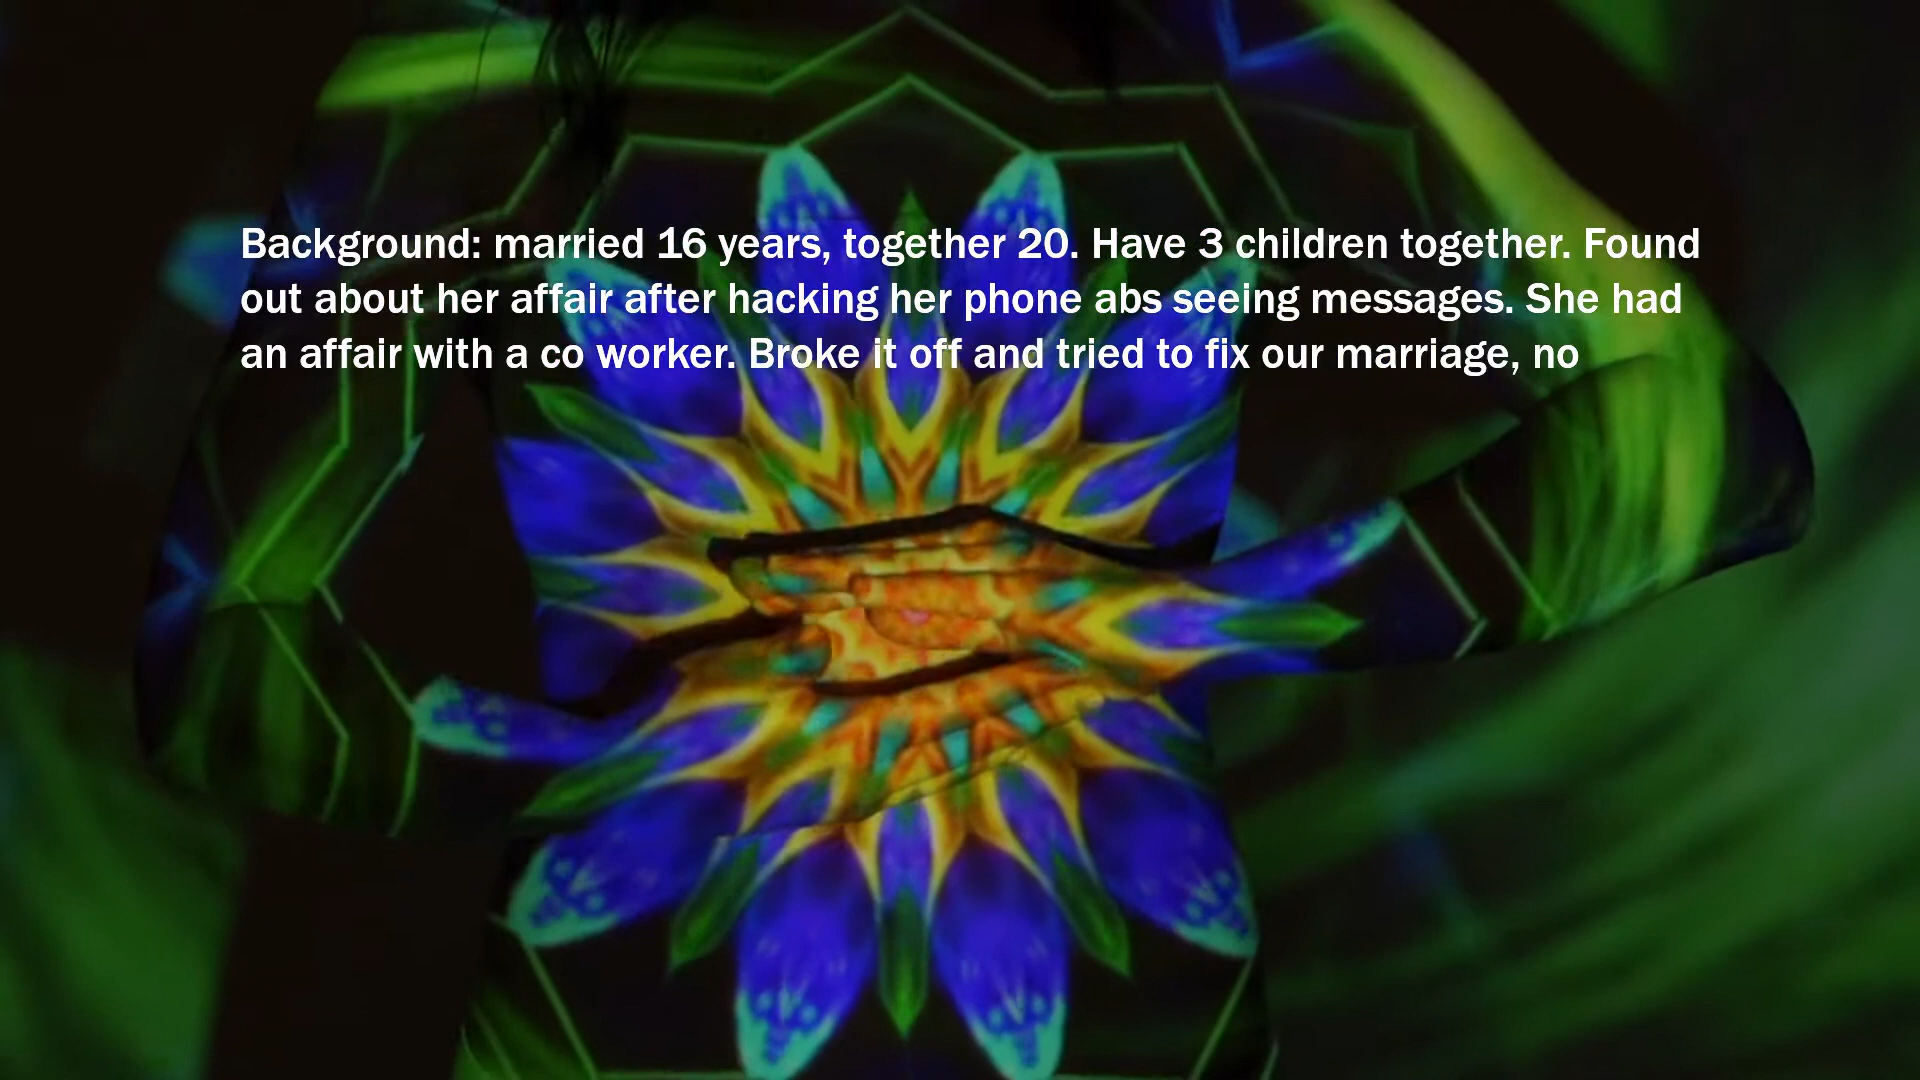 Background: married 16 years, together 20. Have 3 children together. Found
out about her affair after hacking her phone abs seeing messages. She had
an affair with a co worker. Broke it off and tried to fix our marriage, no